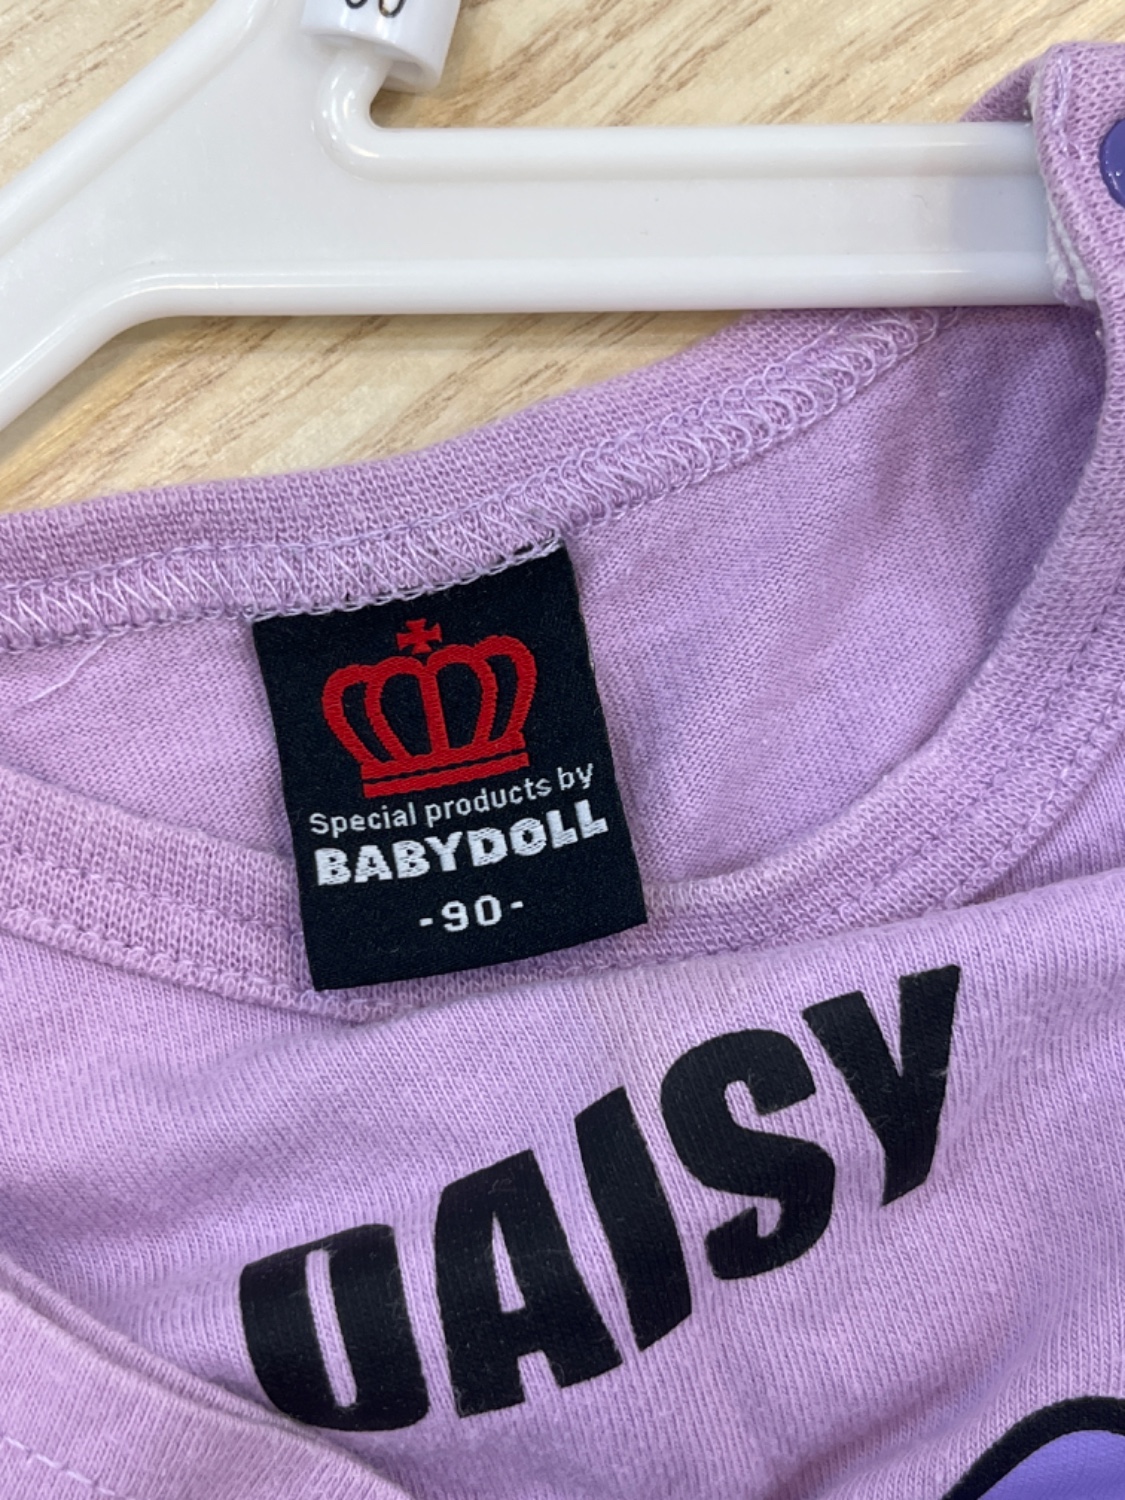 Special products by
BABYDOLL
-90-
DAISY